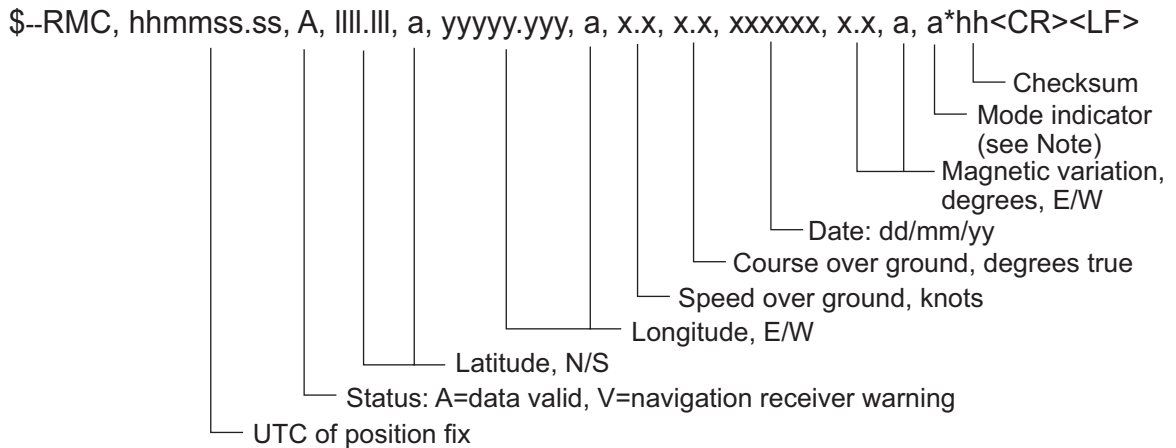 $--RMC, hhmmss.ss, A, llll.lll, a, yyyyy.yyy, a, x.x, x.x, xxxxxx, x.x, a, a*hh<CR><LF>
Checksum
Mode indicator
(see Note)
Magnetic variation,
degrees, E/W
Date: dd/mm/yy
Course over ground, degrees true
Speed over ground, knots
Longitude, E/W
Latitude, N/S
Status: A=data valid, V=navigation receiver warning
UTC of position fix